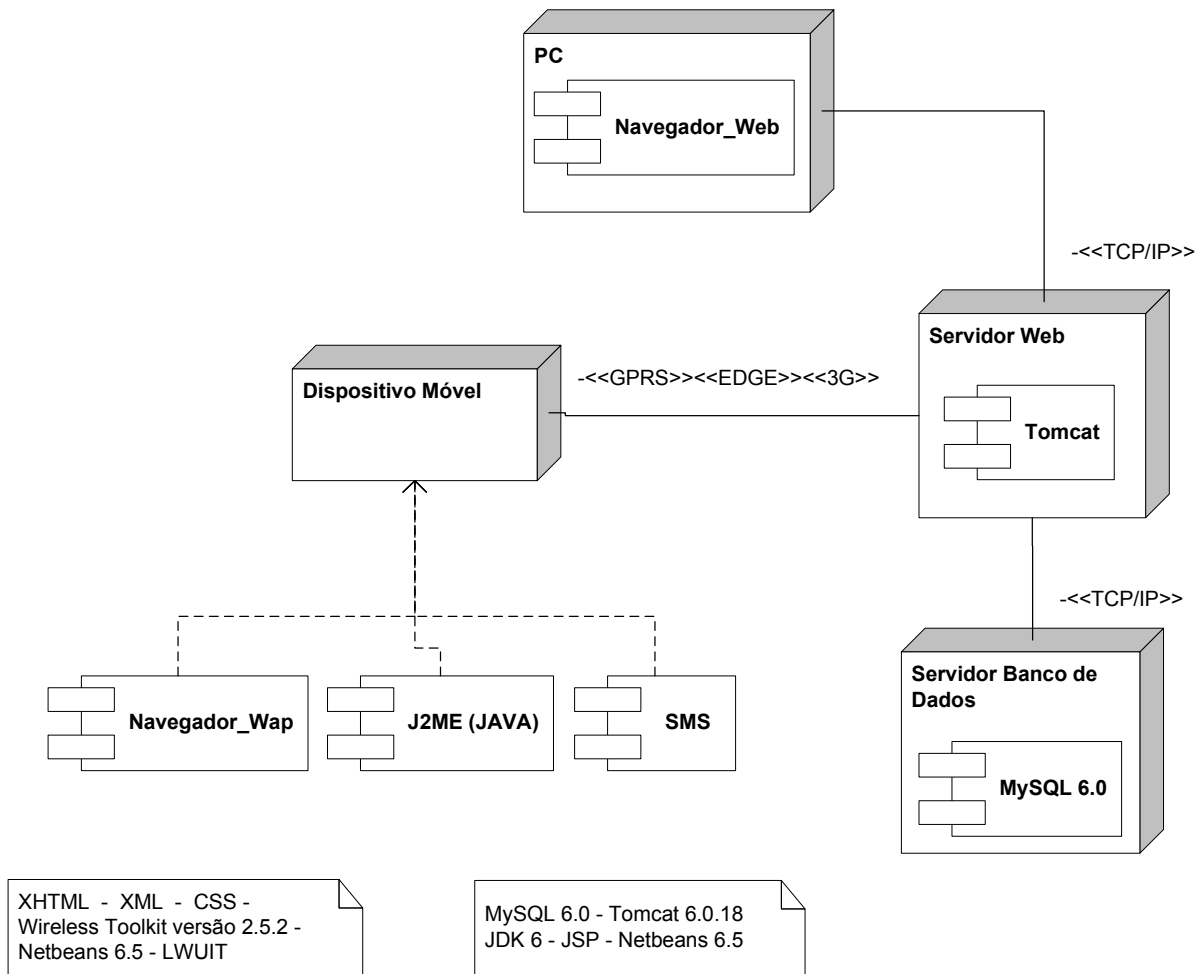 PC
Navegador_Web
-<<TCP/IP>>
Servidor Web
Tomcat
Dispositivo Móvel
-<<GPRS>><<EDGE>><<3G>>
-<<TCP/IP>>
Servidor Banco de
Dados
MySQL 6.0
Navegador_Wap
J2ME (JAVA)
SMS
XHTML - XML - CSS -
Wireless Toolkit versão 2.5.2 -
Netbeans 6.5 - LWUIT
MySQL 6.0 - Tomcat 6.0.18
JDK 6 - JSP - Netbeans 6.5